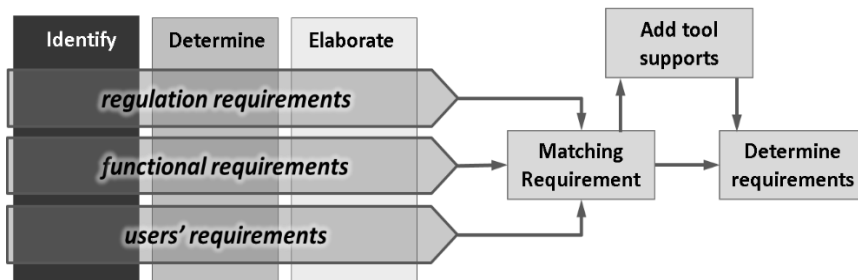 Identify
Determine
Elaborate
regulation requirements
functional requirements
users' requirements
Matching
Requirement
Add tool
supports
Determine
requirements